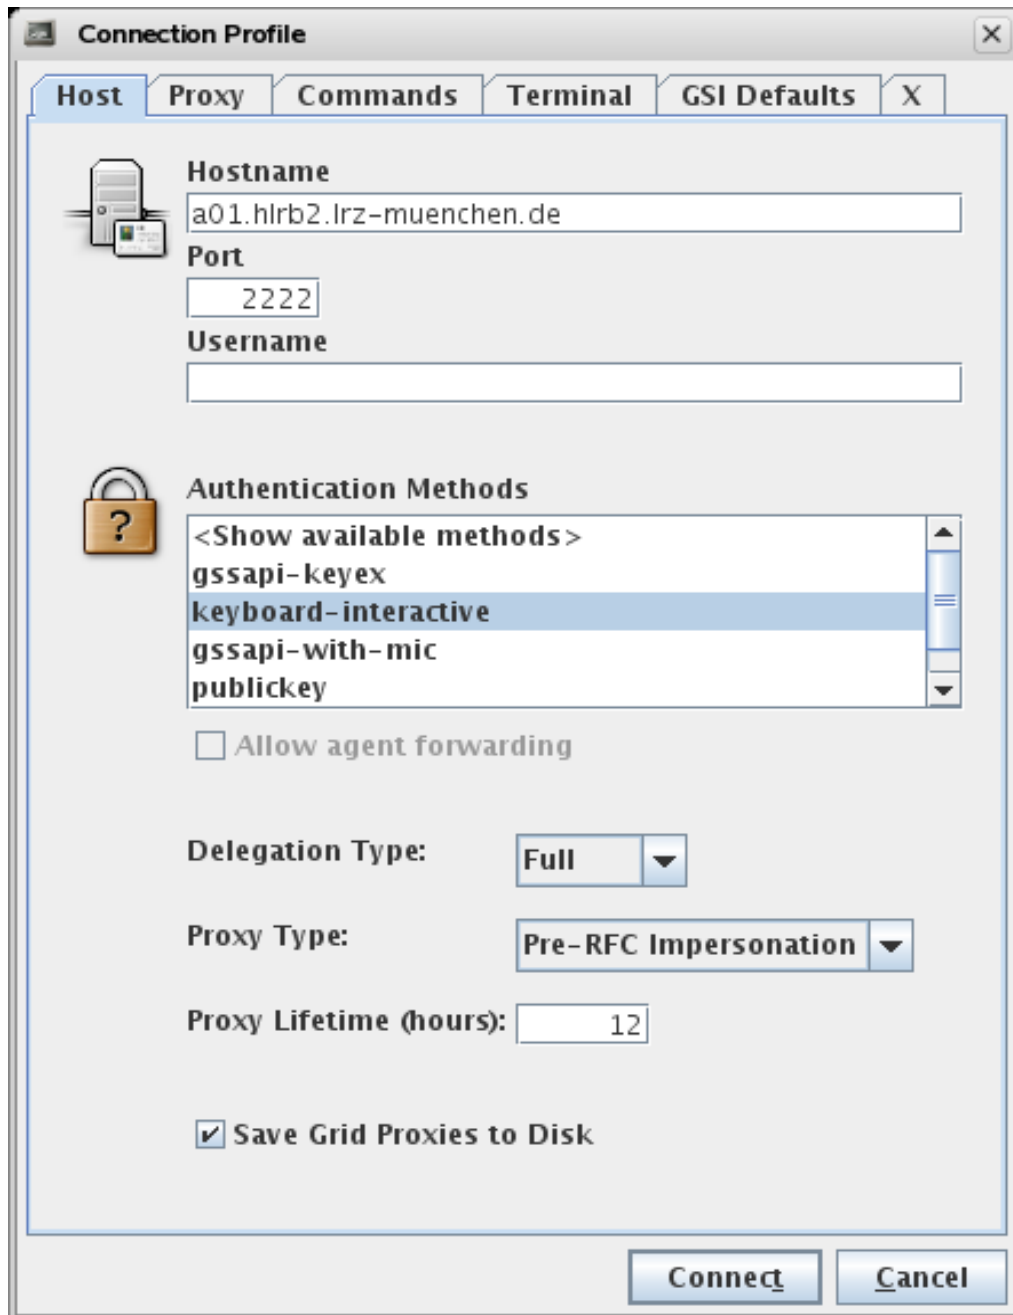 Connection Profile
Host Proxy Commands Terminal GSI Defaults X
Hostname
a01.hlrb2.lrz-muenchen.de
Port
2222
Username
?
Authentication Methods
<Show available methods>
gssapi-keyex
keyboard-interactive
gssapi-with-mic
publickey
Allow agent forwarding
Delegation Type: Full
Proxy Type: Pre-RFC Impersonation
Proxy Lifetime (hours): 12
Save Grid Proxies to Disk
Connect Cancel